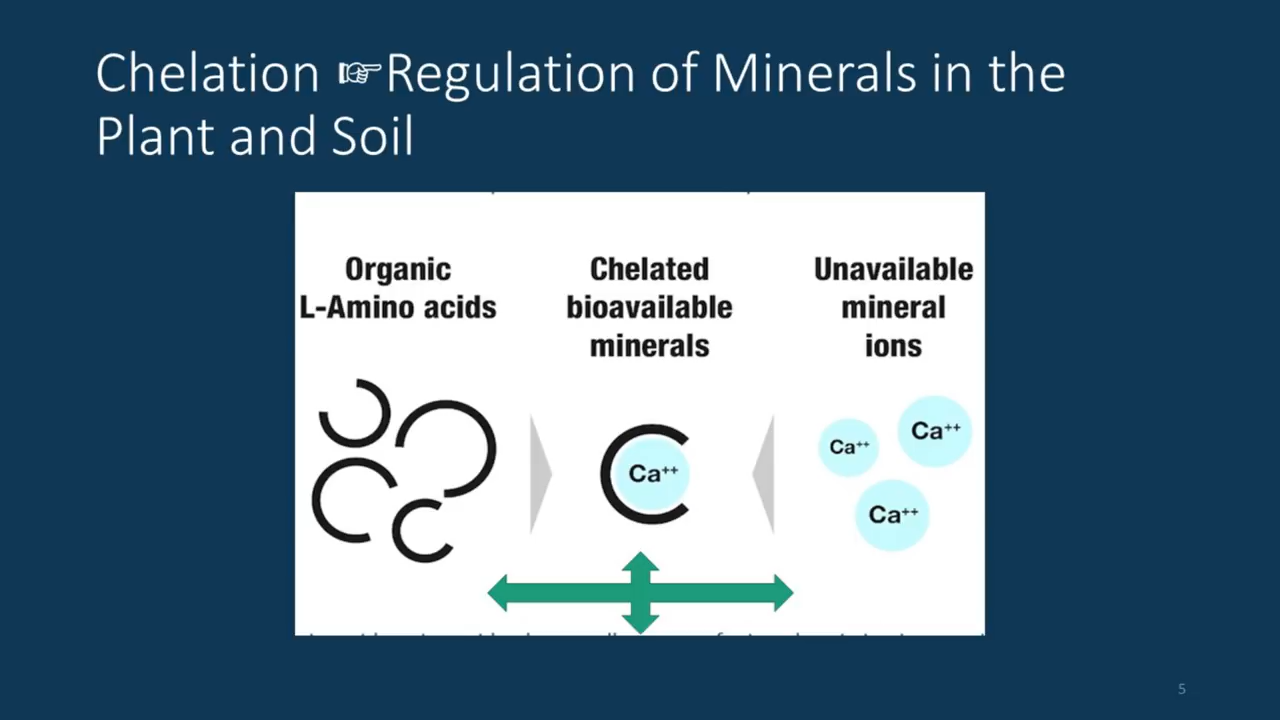 Chelation ☞Regulation of Minerals in the
Plant and Soil
Organic
L-Amino acids
Chelated
bioavailable
minerals
Unavailable
mineral
ions
Ca++
Ca++
Ca++
Ca++
5